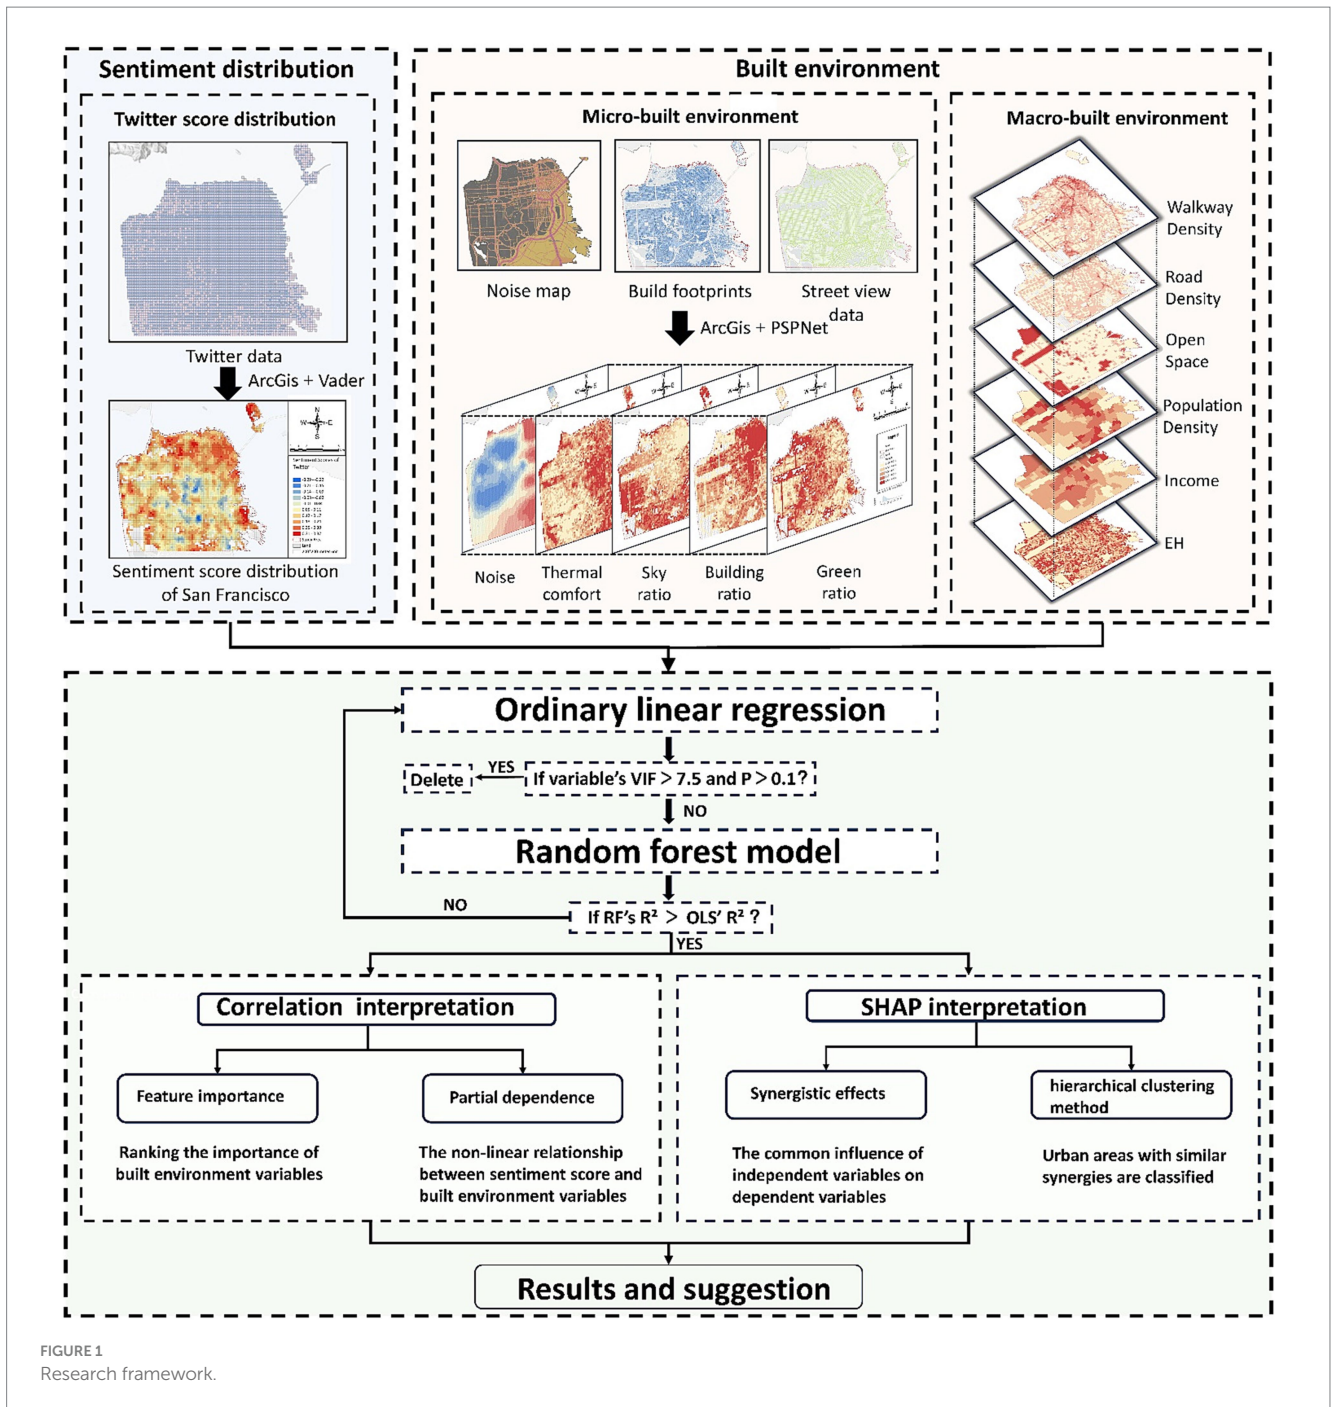 Sentiment distribution
Twitter score distribution
Twitter data
ArcGis + Vader
Sentiment score distribution
of San Francisco
Built environment
Micro-built environment
Noise map
Build footprints
Street view
data
ArcGis + PSPNet
Noise
Thermal
comfort
Sky
ratio
Building
ratio
Green
ratio
Macro-built environment
Walkway
Density
Road
Density
Open
Space
Population
Density
Income
EH
Ordinary linear regression
If variable's VIF > 7.5 and P > 0.1?
YES
Delete
NO
Random forest model
If RF's R² > OLS' R² ?
NO
YES
Correlation interpretation
Feature importance
Ranking the importance of
built environment variables
Partial dependence
The non-linear relationship
between sentiment score and
built environment variables
SHAP interpretation
Synergistic effects
The common influence of
independent variables on
dependent variables
hierarchical clustering
method
Urban areas with similar
synergies are classified
Results and suggestion
FIGURE 1
Research framework.